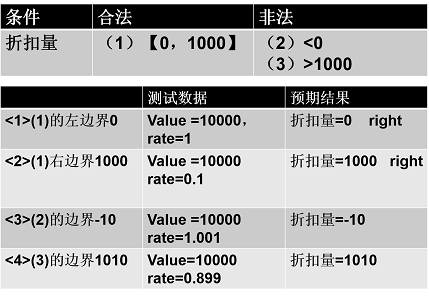 条件 合法 非法
折扣量 （1）【0，1000】 （2）<0
（3）>1000
测试数据 预期结果
<1>(1)的左边界0 Value =10000， 折扣量=0 right
rate=1
<2>(1)右边界1000 Value =10000 折扣量=1000 right
rate=0.1
<3>(2)的边界-10 Value =10000 折扣量=-10
rate=1.001
<4>(3)的边界1010 Value=10000 折扣量=1010
rate=0.899